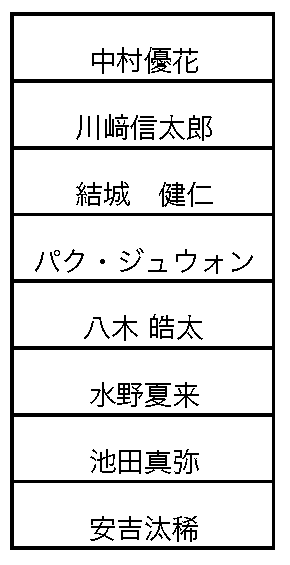 中村優花
川﨑信太郎
結城　健仁
パク・ジュウォン
八木 皓太
水野夏来
池田真弥
安吉汰稀